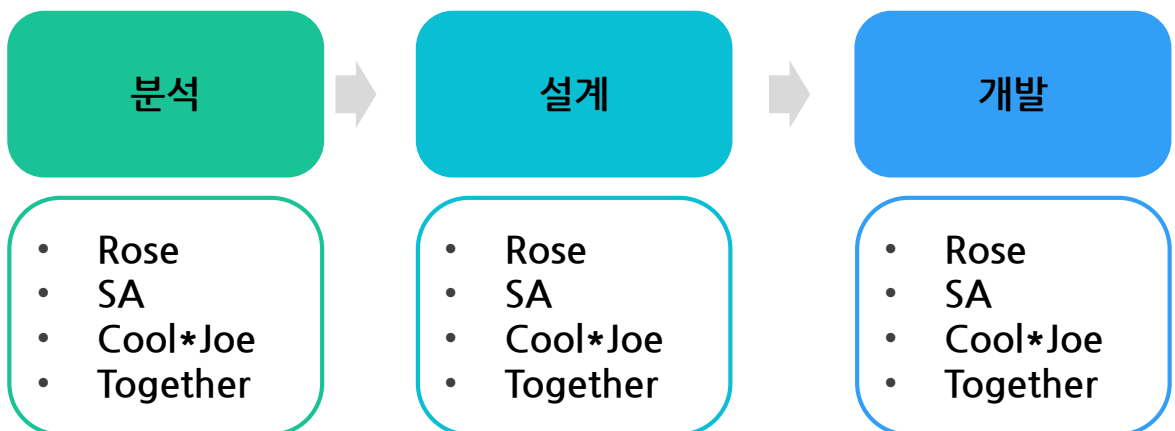 분석
• Rose
• SA
• Cool*Joe
• Together
설계
• Rose
• SA
• Cool*Joe
• Together
개발
• Rose
• SA
• Cool*Joe
• Together